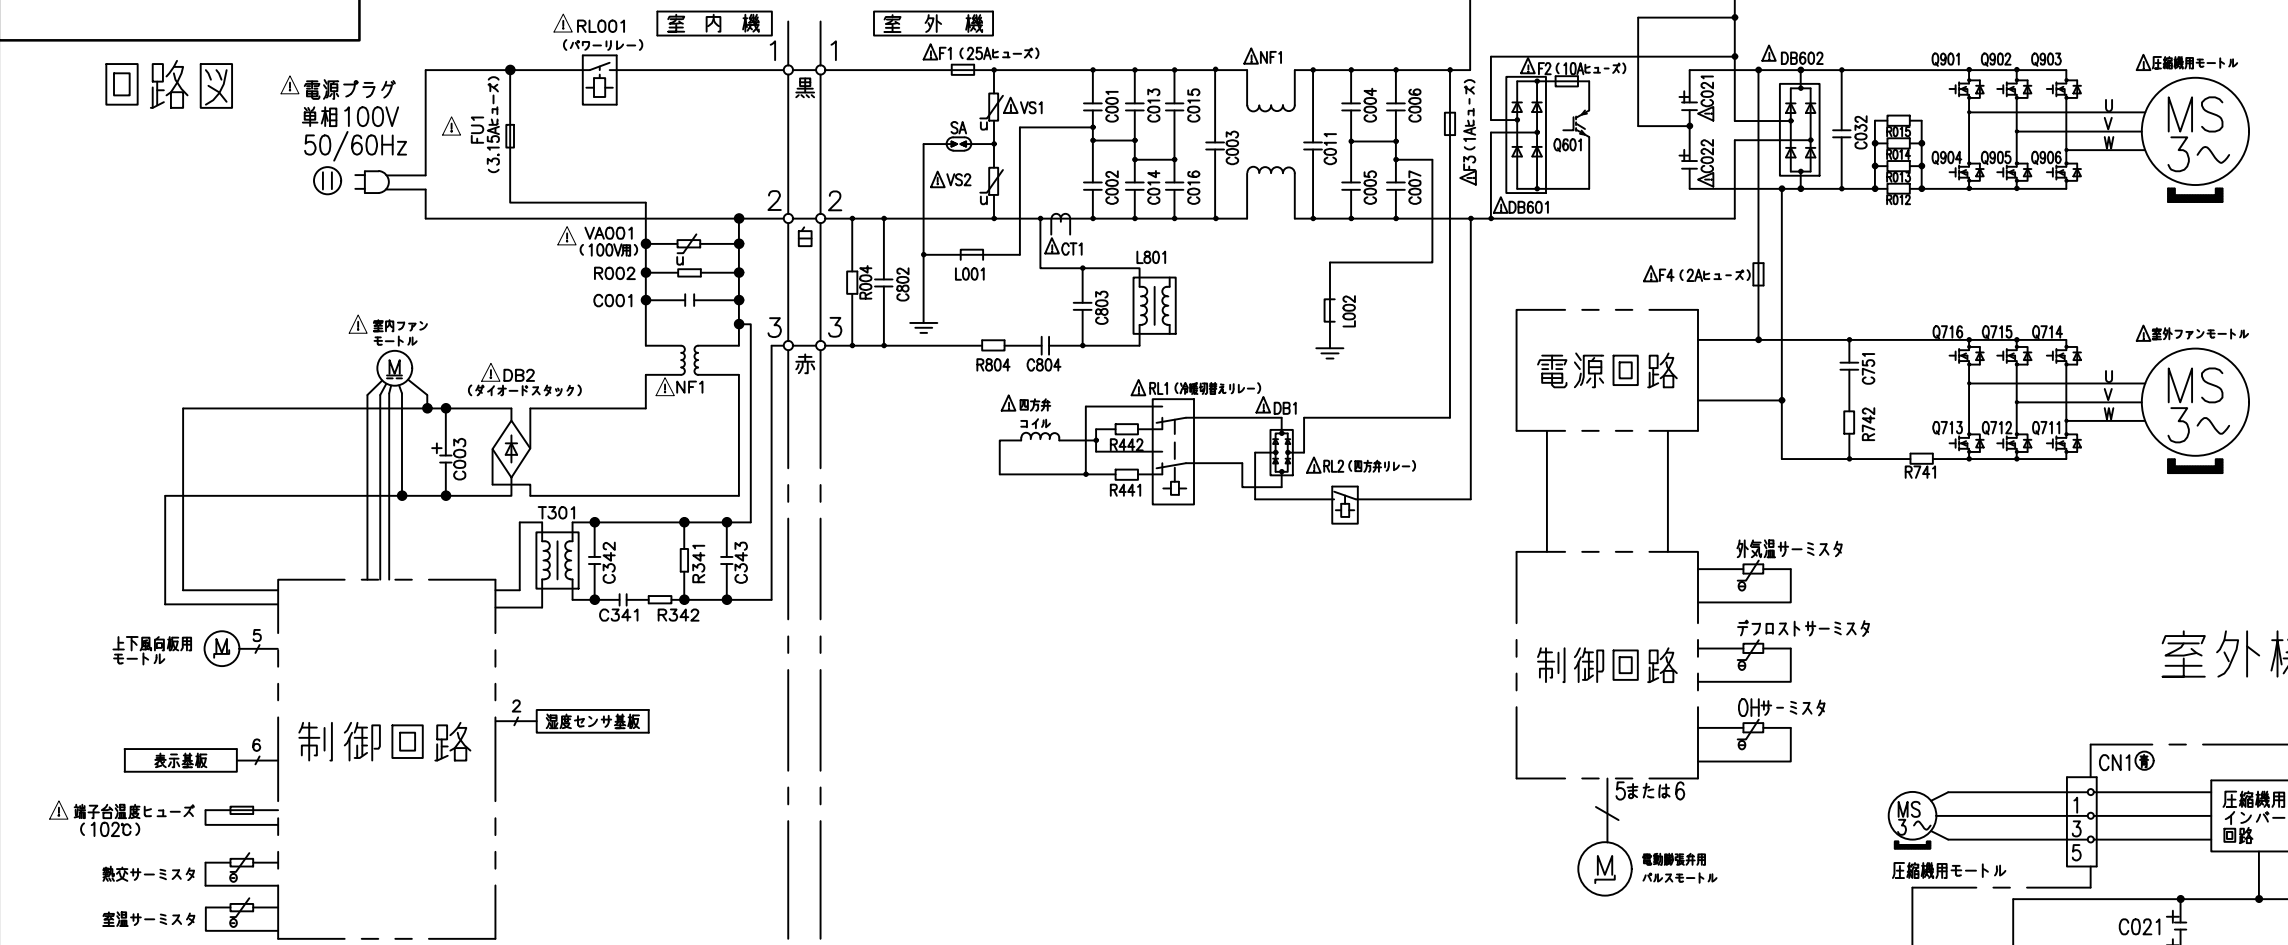 回路図
⚠ 電源プラグ
単相100V
50/60Hz
⚠ RL001
(パワーリレー)
室内機
室外機
1
1
黒
2
2
白
3
3
赤
⚠ FU1
(3.15Aヒューズ)
⚠ VA001
(100V用)
R002
C001
⚠ NF1
⚠ 室内ファン
モートル
M
⚠ DB2
(ダイオードスタック)
C003
T301
C342
R341
C343
C341
R342
上下風向板用
モートル
M
5
制御回路
2
湿度センサ基板
表示基板
6
⚠ 端子台温度ヒューズ
(102℃)
熱交サーミスタ
θ
室温サーミスタ
θ
⚠F1(25Aヒューズ)
⚠VS1
SA
⚠VS2
C001
C013
C015
C002
C014
C016
C003
⚠NF1
C011
C004
C006
C005
C007
⚠F3(1Aヒューズ)
R004
C802
L001
⚠CT1
C803
L801
R804
C804
L002
⚠四方弁
コイル
⚠RL1(冷暖切替えリレー)
R442
R441
⚠DB1
⚠RL2(四方弁リレー)
⚠F2(10Aヒューズ)
Q601
⚠DB601
⚠C021
⚠C022
⚠DB602
C032
R015
R014
R013
R012
Q901
Q902
Q903
Q904
Q905
Q906
⚠圧縮機用モートル
U
V
W
MS
3〜
⚠F4(2Aヒューズ)
電源回路
C751
R742
R741
Q716
Q715
Q714
Q713
Q712
Q711
⚠室外ファンモートル
U
V
W
MS
3〜
制御回路
外気温サーミスタ
θ
デフロストサーミスタ
θ
OHサーミスタ
θ
5または6
M
電動膨張弁用
パルスモートル
室外
CN1青
MS
3〜
1
3
5
圧縮機用モートル
圧縮機用
インバー
回路
C021